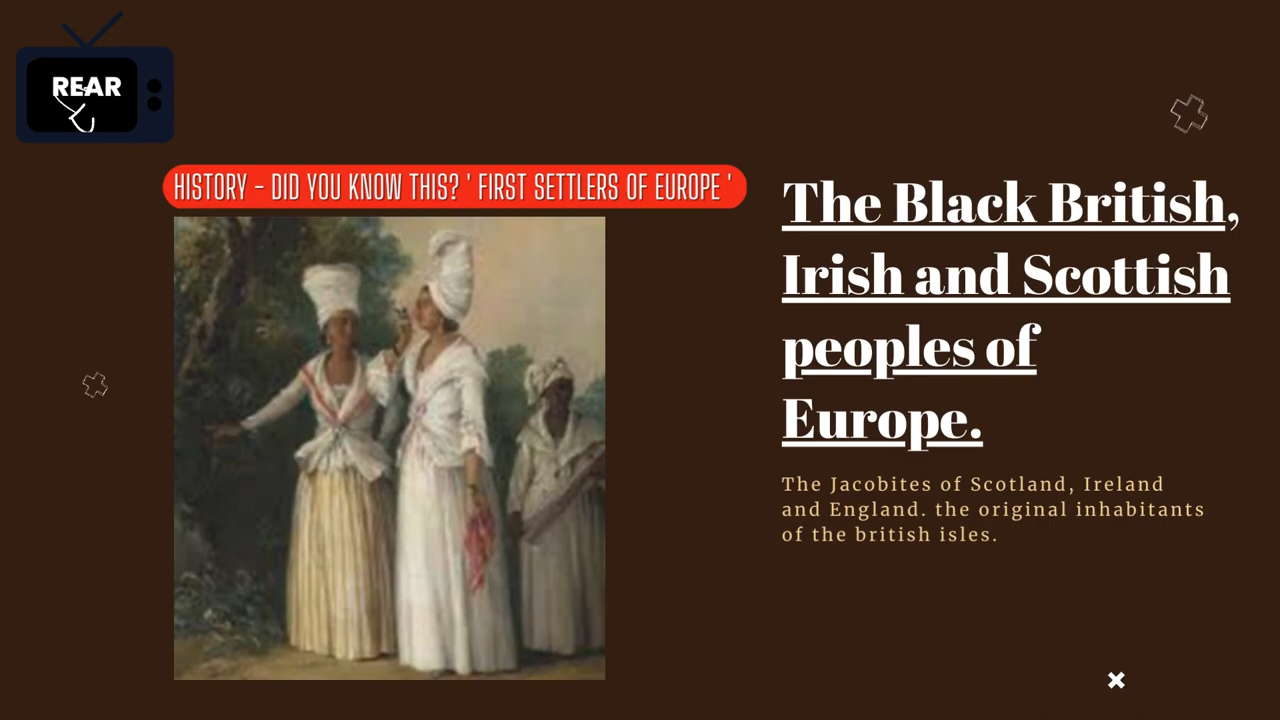 REAR
HISTORY - DID YOU KNOW THIS? ' FIRST SETTLERS OF EUROPE '
The Black British,
Irish and Scottish
peoples of
Europe.
The Jacobites of Scotland, Ireland
and England. the original inhabitants
of the british isles.